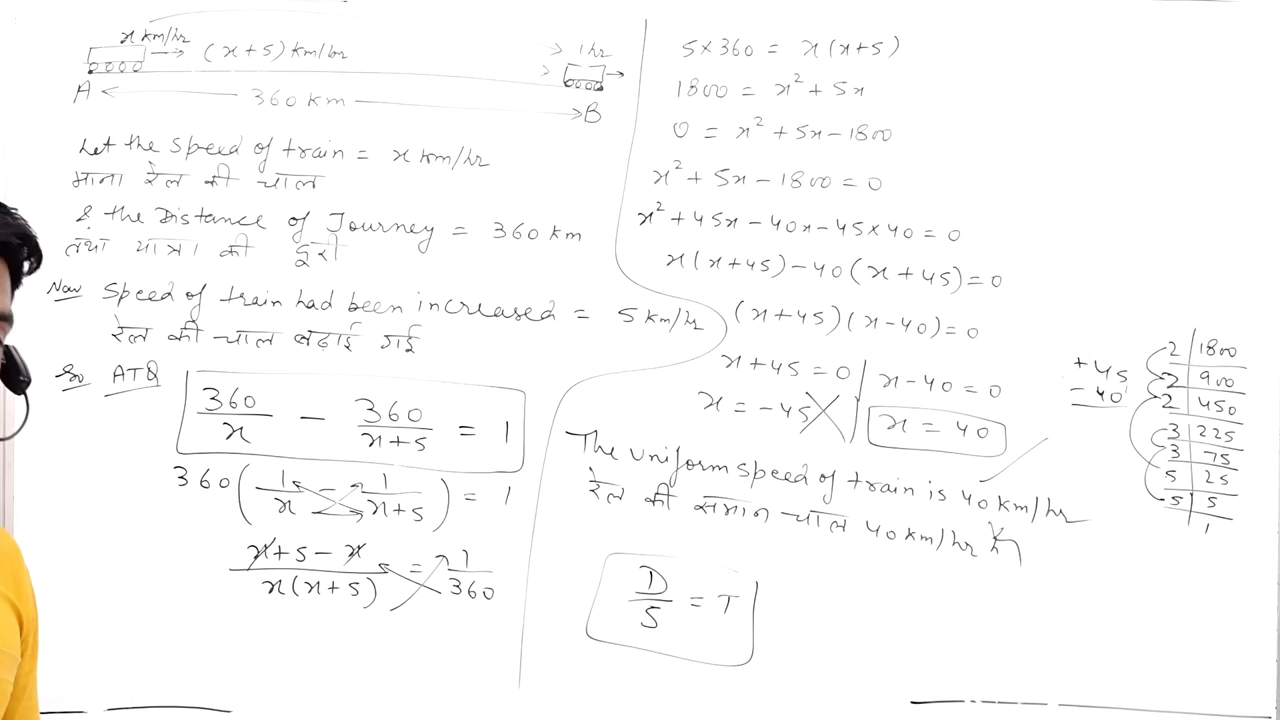 x km/hr
(x+5) km/hr
1 hr
A
360 km
B
Let the speed of train = x km/hr
माना रेल की चाल
& the Distance of Journey = 360 km
तथा यात्रा की दूरी
Now speed of train had been increased = 5 km/hr
रेल की चाल बढ़ाई गई
So ATQ
360/x - 360/x+5 = 1
360(1/x - 1/x+5) = 1
x+5-x/x(x+5) = 1/360
5×360 = x(x+5)
1800 = x²+5x
0 = x²+5x-1800
x²+5x-1800=0
x²+45x-40x-45×40=0
x(x+45)-40(x+45)=0
(x+45)(x-40)=0
x+45=0 | x-40=0
x=-45 | x=40
The uniform speed of train is 40 km/hr
रेल की समान चाल 40 km/hr है
D/S = T
+45
-40
2 | 1800
2 | 900
2 | 450
3 | 225
3 | 75
5 | 25
5 | 5
1